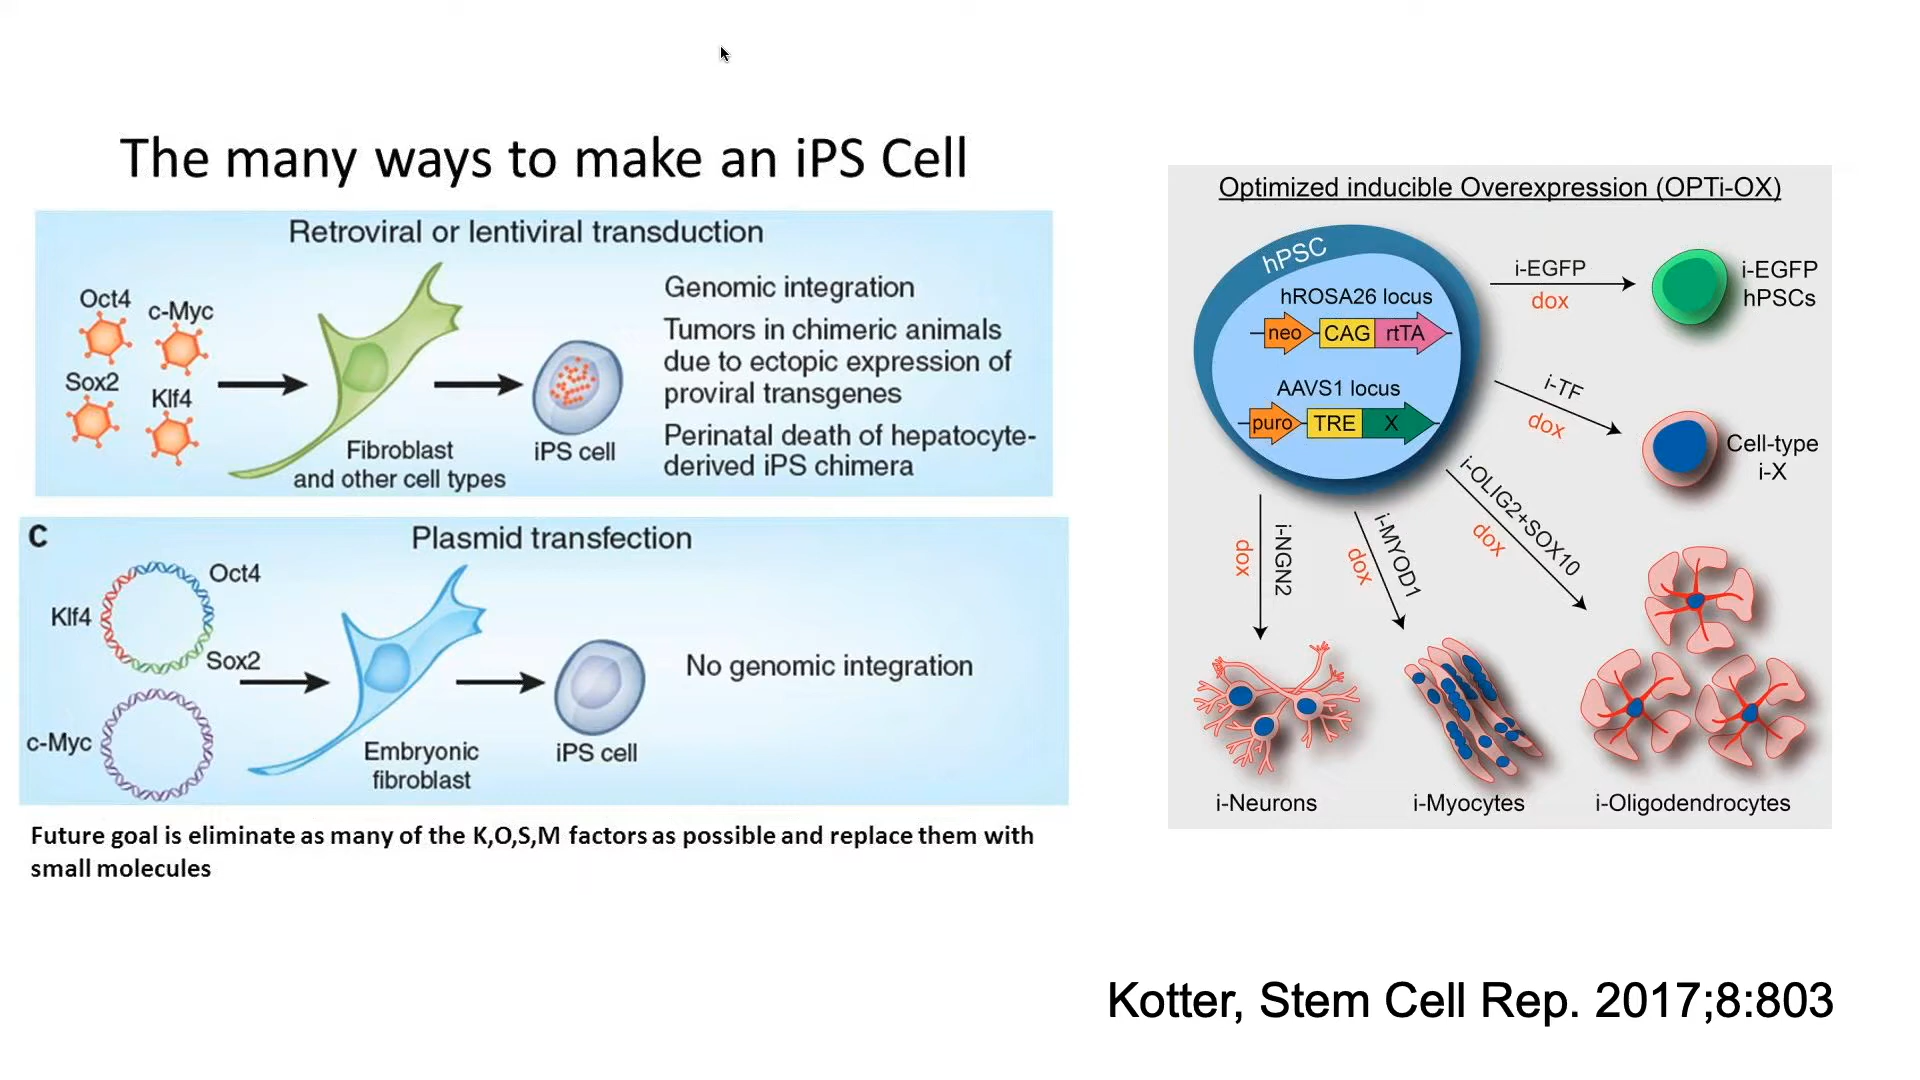 The many ways to make an iPS Cell
Retroviral or lentiviral transduction
Oct4
c-Myc
Sox2
Klf4
Fibroblast
and other cell types
iPS cell
Genomic integration
Tumors in chimeric animals
due to ectopic expression of
proviral transgenes
Perinatal death of hepatocyte-
derived iPS chimera
C
Plasmid transfection
Oct4
Klf4
Sox2
c-Myc
Embryonic
fibroblast
iPS cell
No genomic integration
Future goal is eliminate as many of the K,O,S,M factors as possible and replace them with
small molecules
Optimized inducible Overexpression (OPTi-OX)
hPSC
hROSA26 locus
neo CAG rtTA
AAVS1 locus
puro TRE X
i-EGFP
dox
i-EGFP
hPSCs
i-TF
dox
Cell-type
i-X
i-OLIG2+SOX10
dox
i-MYOD1
dox
i-NGN2
dox
i-Neurons
i-Myocytes
i-Oligodendrocytes
Kotter, Stem Cell Rep. 2017;8:803